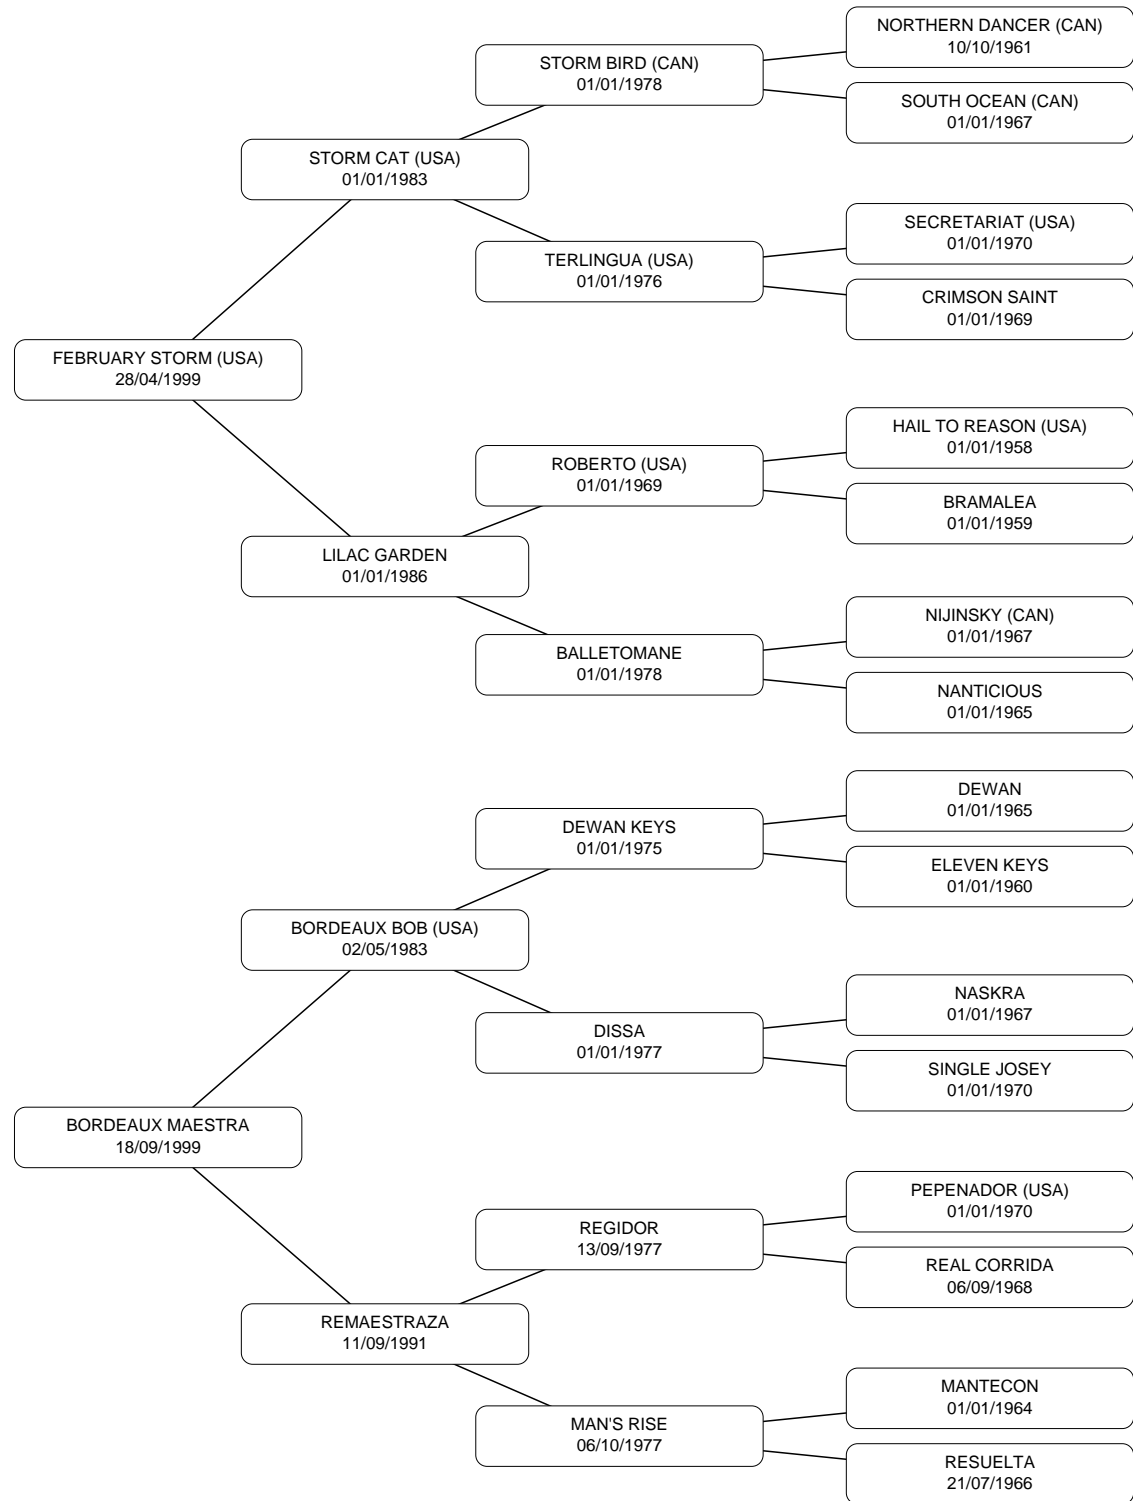 NORTHERN DANCER (CAN)
10/10/1961
STORM BIRD (CAN)
01/01/1978
SOUTH OCEAN (CAN)
01/01/1967
STORM CAT (USA)
01/01/1983
SECRETARIAT (USA)
01/01/1970
TERLINGUA (USA)
01/01/1976
CRIMSON SAINT
01/01/1969
FEBRUARY STORM (USA)
28/04/1999
HAIL TO REASON (USA)
01/01/1958
ROBERTO (USA)
01/01/1969
BRAMALEA
01/01/1959
LILAC GARDEN
01/01/1986
NIJINSKY (CAN)
01/01/1967
BALLETOMANE
01/01/1978
NANTICIOUS
01/01/1965
DEWAN
01/01/1965
DEWAN KEYS
01/01/1975
ELEVEN KEYS
01/01/1960
BORDEAUX BOB (USA)
02/05/1983
NASKRA
01/01/1967
DISSA
01/01/1977
SINGLE JOSEY
01/01/1970
BORDEAUX MAESTRA
18/09/1999
PEPENADOR (USA)
01/01/1970
REGIDOR
13/09/1977
REAL CORRIDA
06/09/1968
REMAESTRAZA
11/09/1991
MANTECON
01/01/1964
MAN'S RISE
06/10/1977
RESUELTA
21/07/1966